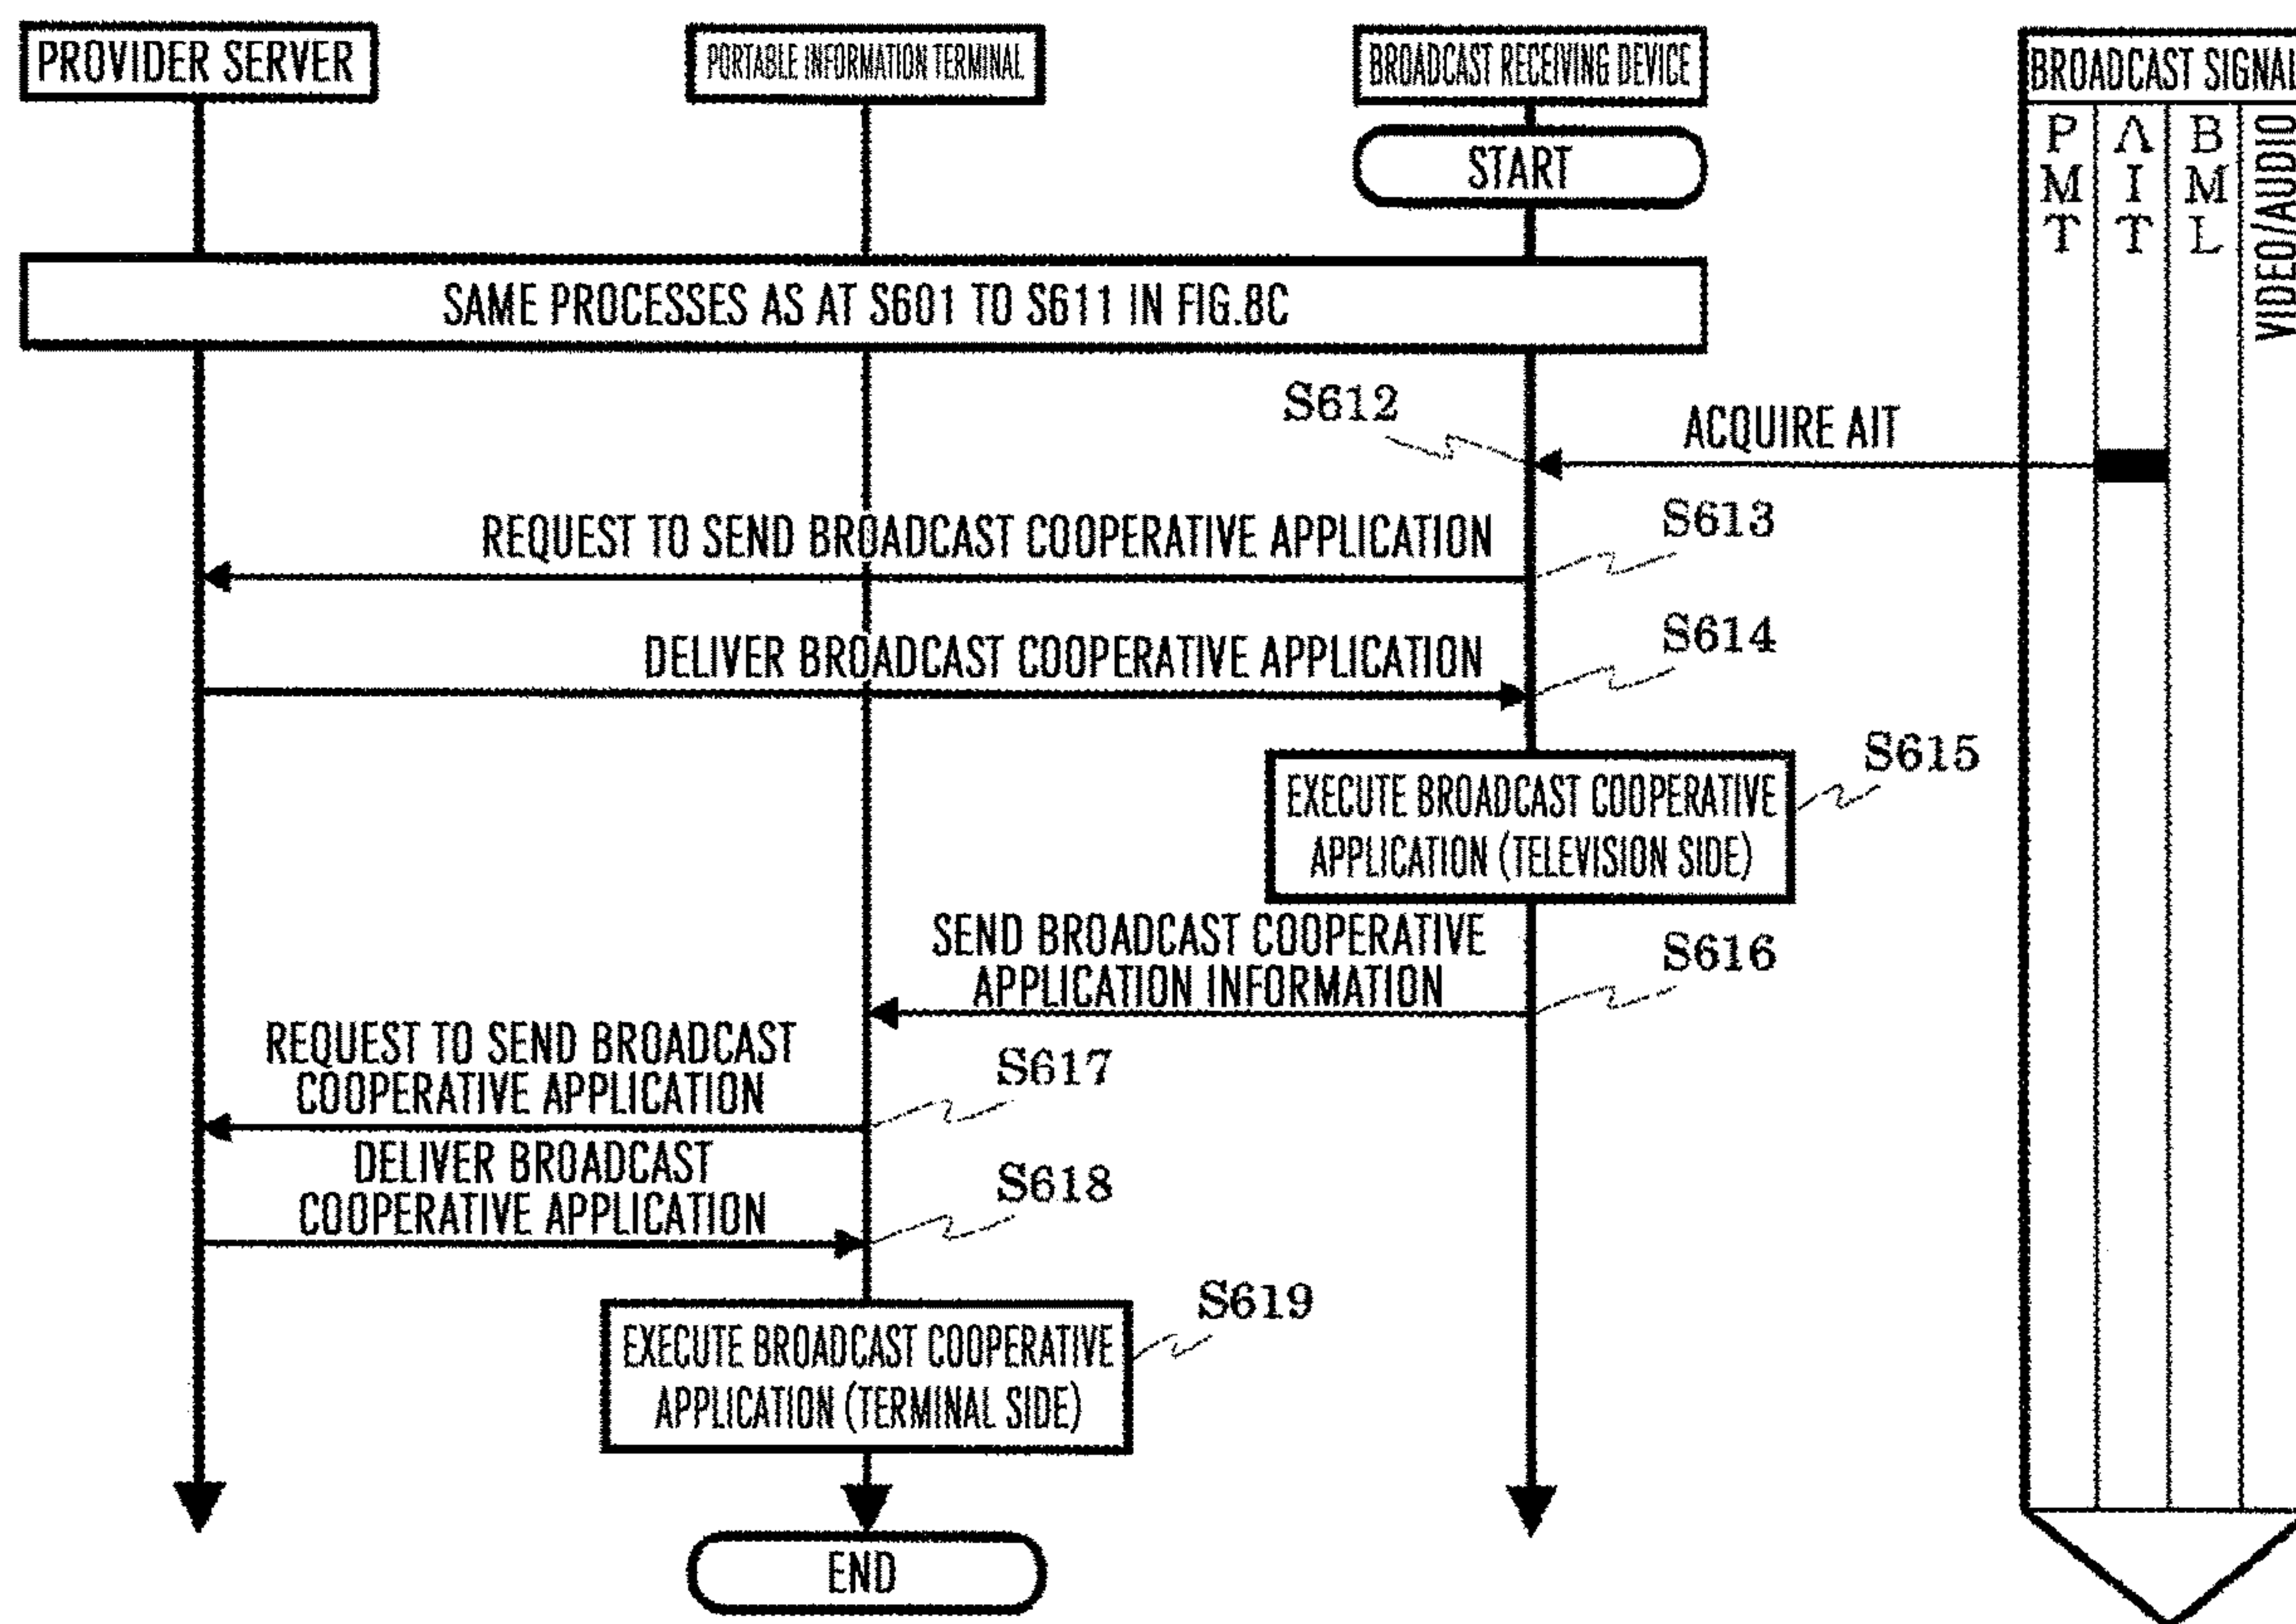 PROVIDER SERVER
PORTABLE INFORMATION TERMINAL
BROADCAST RECEIVING DEVICE
BROADCAST SIGNAL
START
PMT
AIT
BML
VIDEO/AUDIO
SAME PROCESSES AS AT S601 TO S611 IN FIG.8C
S612
ACQUIRE AIT
REQUEST TO SEND BROADCAST COOPERATIVE APPLICATION
S613
DELIVER BROADCAST COOPERATIVE APPLICATION
S614
EXECUTE BROADCAST COOPERATIVE
APPLICATION (TELEVISION SIDE)
S615
SEND BROADCAST COOPERATIVE
APPLICATION INFORMATION
S616
REQUEST TO SEND BROADCAST
COOPERATIVE APPLICATION
S617
DELIVER BROADCAST
COOPERATIVE APPLICATION
S618
EXECUTE BROADCAST COOPERATIVE
APPLICATION (TERMINAL SIDE)
S619
END